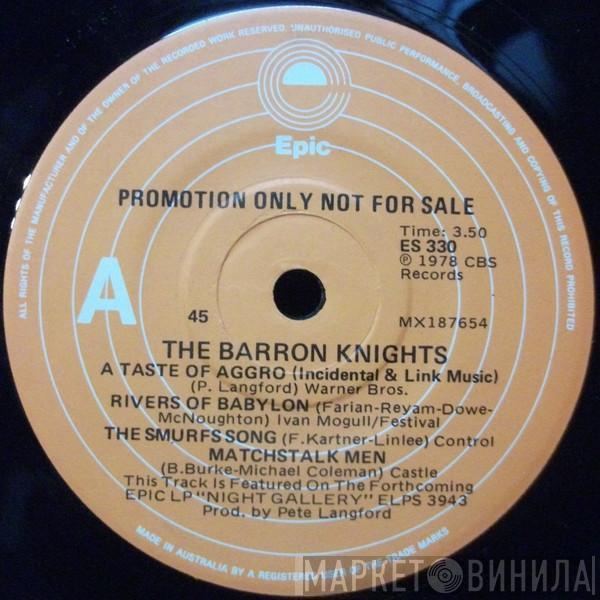 ALL RIGHTS OF THE MANUFACTURER AND OF THE OWNER OF THE RECORDED WORK RESERVED. UNAUTHORISED PUBLIC PERFORMANCE, BROADCASTING AND COPYING OF THIS RECORD PROHIBITED
Epic
PROMOTION ONLY NOT FOR SALE
Time: 3.50
ES 330
℗ 1978 CBS
Records
A
45
MX187654
THE BARRON KNIGHTS
A TASTE OF AGGRO (Incidental & Link Music)
(P. Langford) Warner Bros.
RIVERS OF BABYLON (Farian-Reyam-Dowe-
McNoughton) Ivan Mogull/Festival
THE SMURFS SONG (F.Kartner-Linlee) Control
MATCHSTALK MEN
(B.Burke-Michael Coleman) Castle
This Track Is Featured On The Forthcoming
EPIC LP "NIGHT GALLERY" ELPS 3943
Prod. by Pete Langford
MADE IN AUSTRALIA BY A REGISTERED USER OF THE TRADE MARKS
МАРКЕТ ВИНИЛА